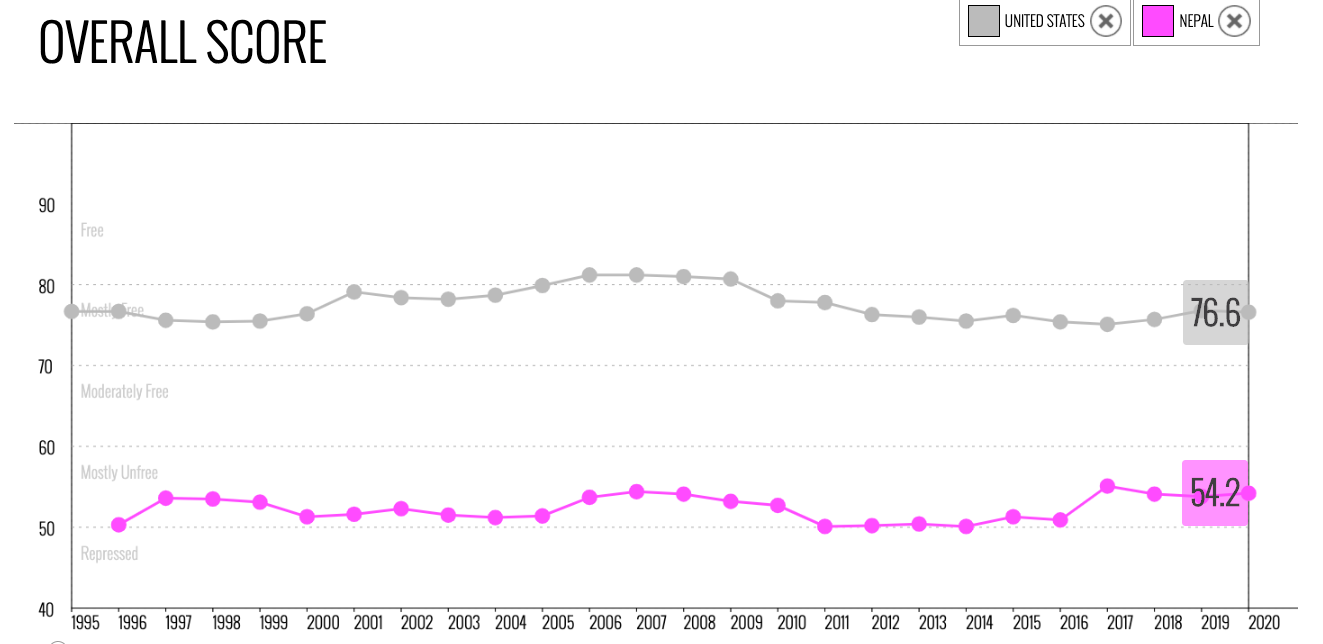 OVERALL SCORE
UNITED STATES
NEPAL
90
Free
80
Mostly Free
76.6
70
Moderately Free
60
Mostly Unfree
54.2
50
Repressed
40
1995 1996 1997 1998 1999 2000 2001 2002 2003 2004 2005 2006 2007 2008 2009 2010 2011 2012 2013 2014 2015 2016 2017 2018 2019 2020